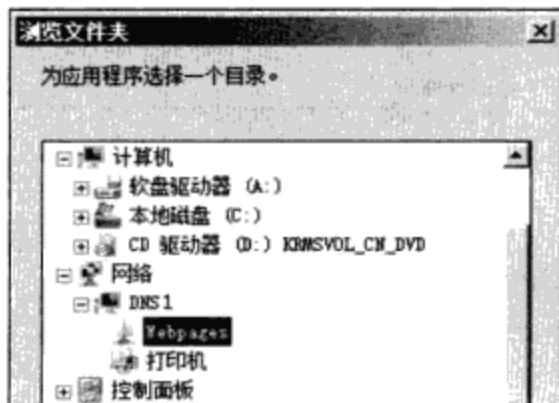 浏览文件夹
为应用程序选择一个目录。
计算机
软盘驱动器 (A:)
本地磁盘 (C:)
CD 驱动器 (D:) KRMSVOL_CN_DVD
网络
DNS1
Webpages
打印机
控制面板